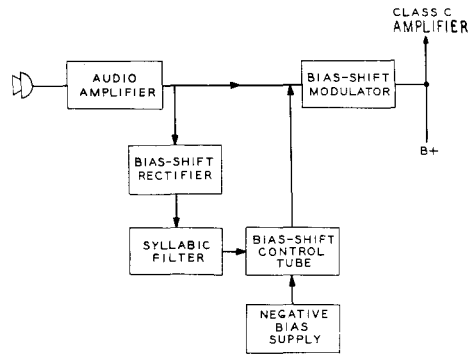 CLASS C
AMPLIFIER
AUDIO
AMPLIFIER
BIAS-SHIFT
MODULATOR
B+
BIAS-SHIFT
RECTIFIER
SYLLABIC
FILTER
BIAS-SHIFT
CONTROL
TUBE
NEGATIVE
BIAS
SUPPLY